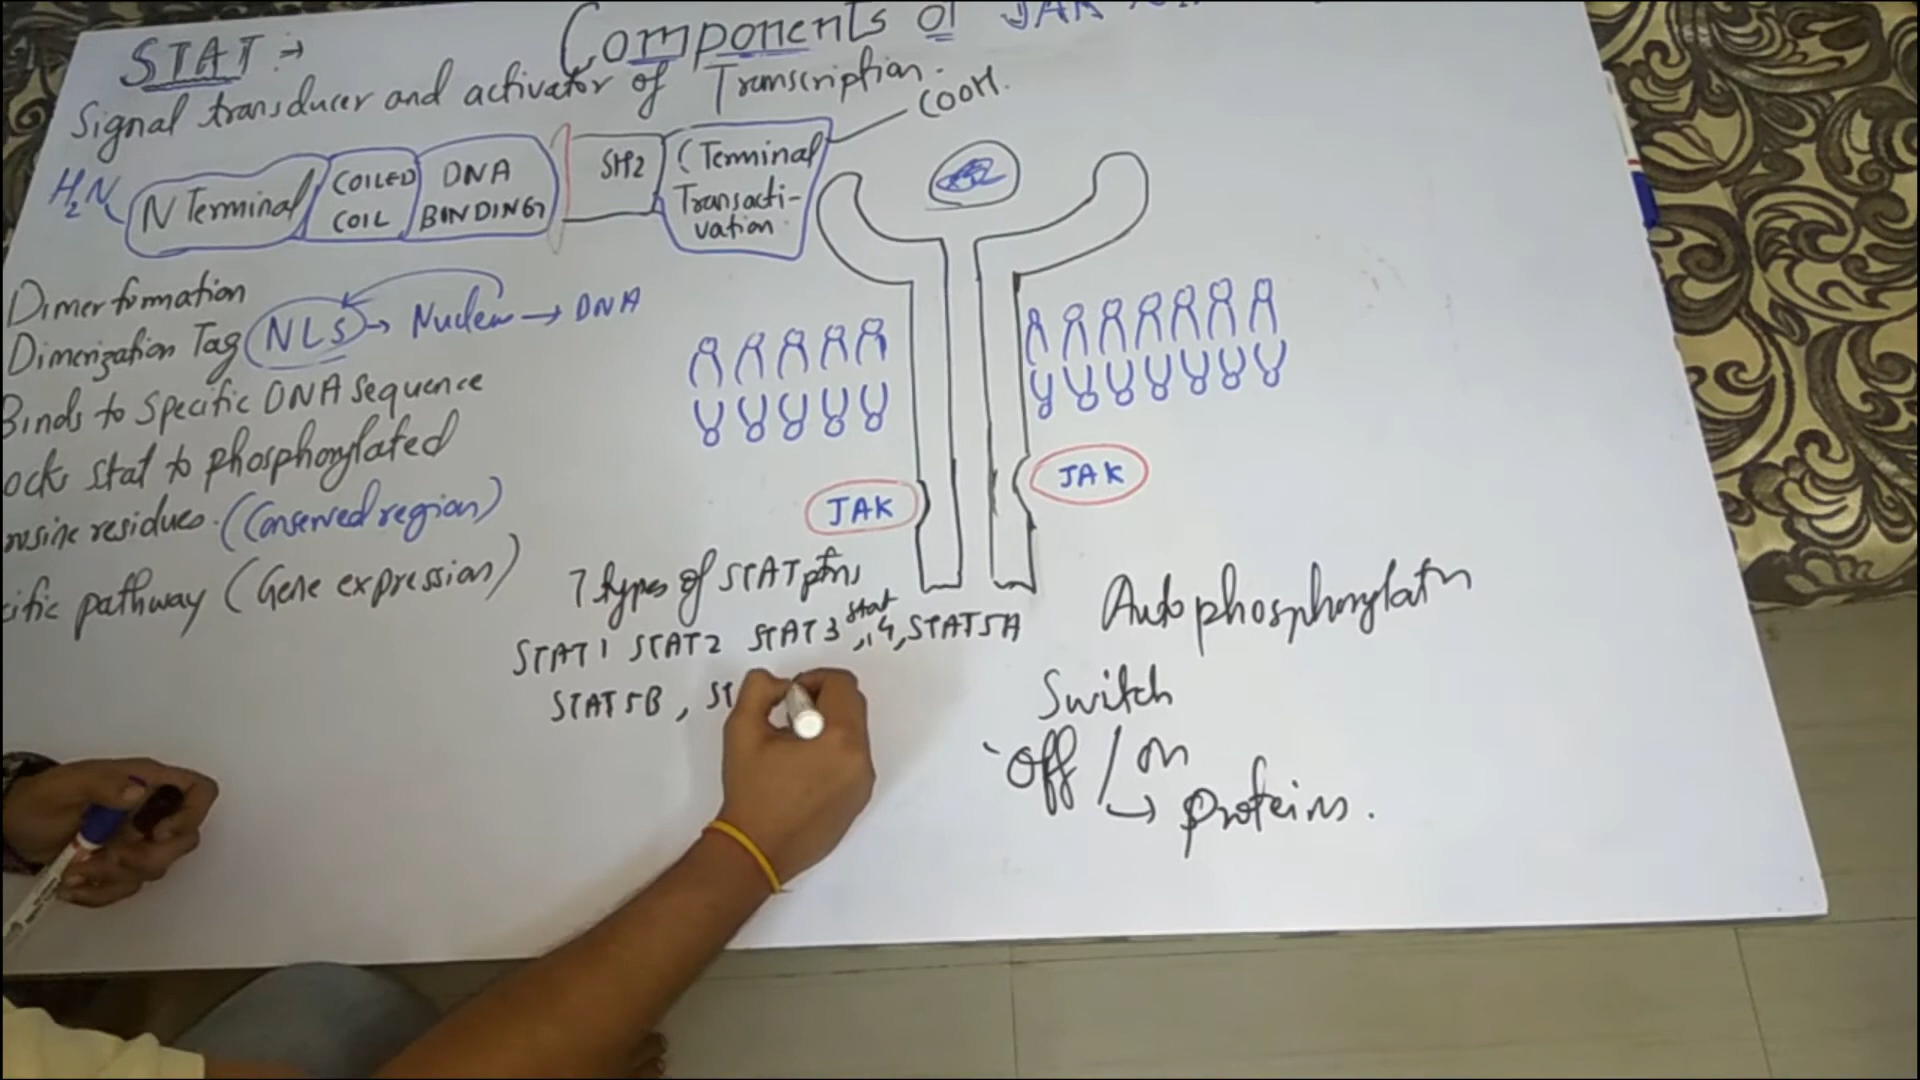 Components of JAK
STAT :→
Signal transducer and activator of Transcription.
COOH.
H2N
N Terminal
COILED COIL
DNA BINDING
SH2
C Terminal
Transacti-
vation
Dimer formation
Dimerization Tag NLS → Nucleus → DNA
Binds to Specific DNA Sequence
ock stat to phosphorylated
rosine residues. (Conserved region)
cific pathway (Gene expression)
JAK
JAK
7 types of STAT ptns
STAT1 STAT2 STAT3, stat 4, STAT5A
STAT5B, ST
Autophosphorylatn
Switch
off / on
→ proteins.